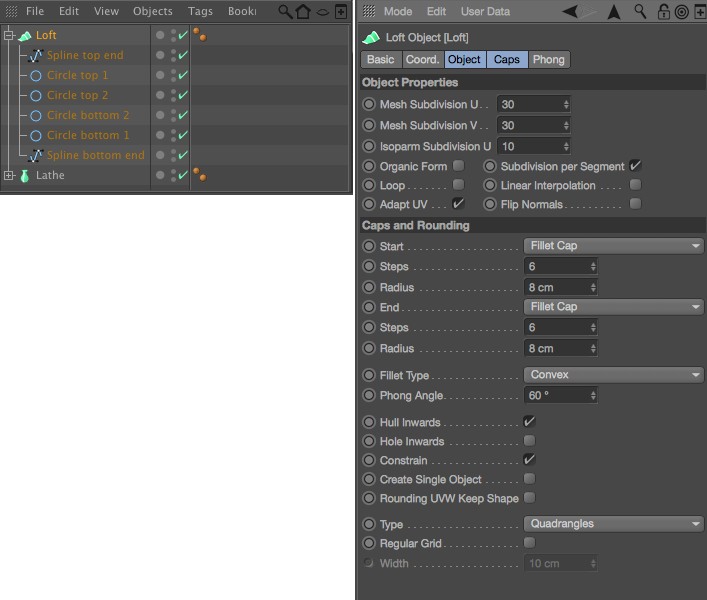 File Edit View Objects Tags
Loft
Spline top end
Circle top 1
Circle top 2
Circle bottom 2
Circle bottom 1
Spline bottom end
Lathe
Mode Edit User Data
Loft Object [Loft]
Basic Coord. Object Caps Phong
Object Properties
Mesh Subdivision U . . 30
Mesh Subdivision V . . 30
Isoparm Subdivision U 10
Organic Form Subdivision per Segment
Loop . . . . . . . Linear Interpolation . . . .
Adapt UV . . . Flip Normals . . . . . . . . .
Caps and Rounding
Start . . . . . . . . . . . . . . . . . . . Fillet Cap
Steps . . . . . . . . . . . . . . . . . . 6
Radius . . . . . . . . . . . . . . . . . 8 cm
End . . . . . . . . . . . . . . . . . . . . Fillet Cap
Steps . . . . . . . . . . . . . . . . . . 6
Radius . . . . . . . . . . . . . . . . . 8 cm
Fillet Type . . . . . . . . . . . . . . Convex
Phong Angle . . . . . . . . . . . . 60 °
Hull Inwards . . . . . . . . . . . .
Hole Inwards . . . . . . . . . . .
Constrain . . . . . . . . . . . . . .
Create Single Object . . . . . .
Rounding UVW Keep Shape
Type . . . . . . . . . . . . . . . . . . . Quadrangles
Regular Grid . . . . . . . . . . . .
Width . . . . . . . . . . . . . . . . . 10 cm